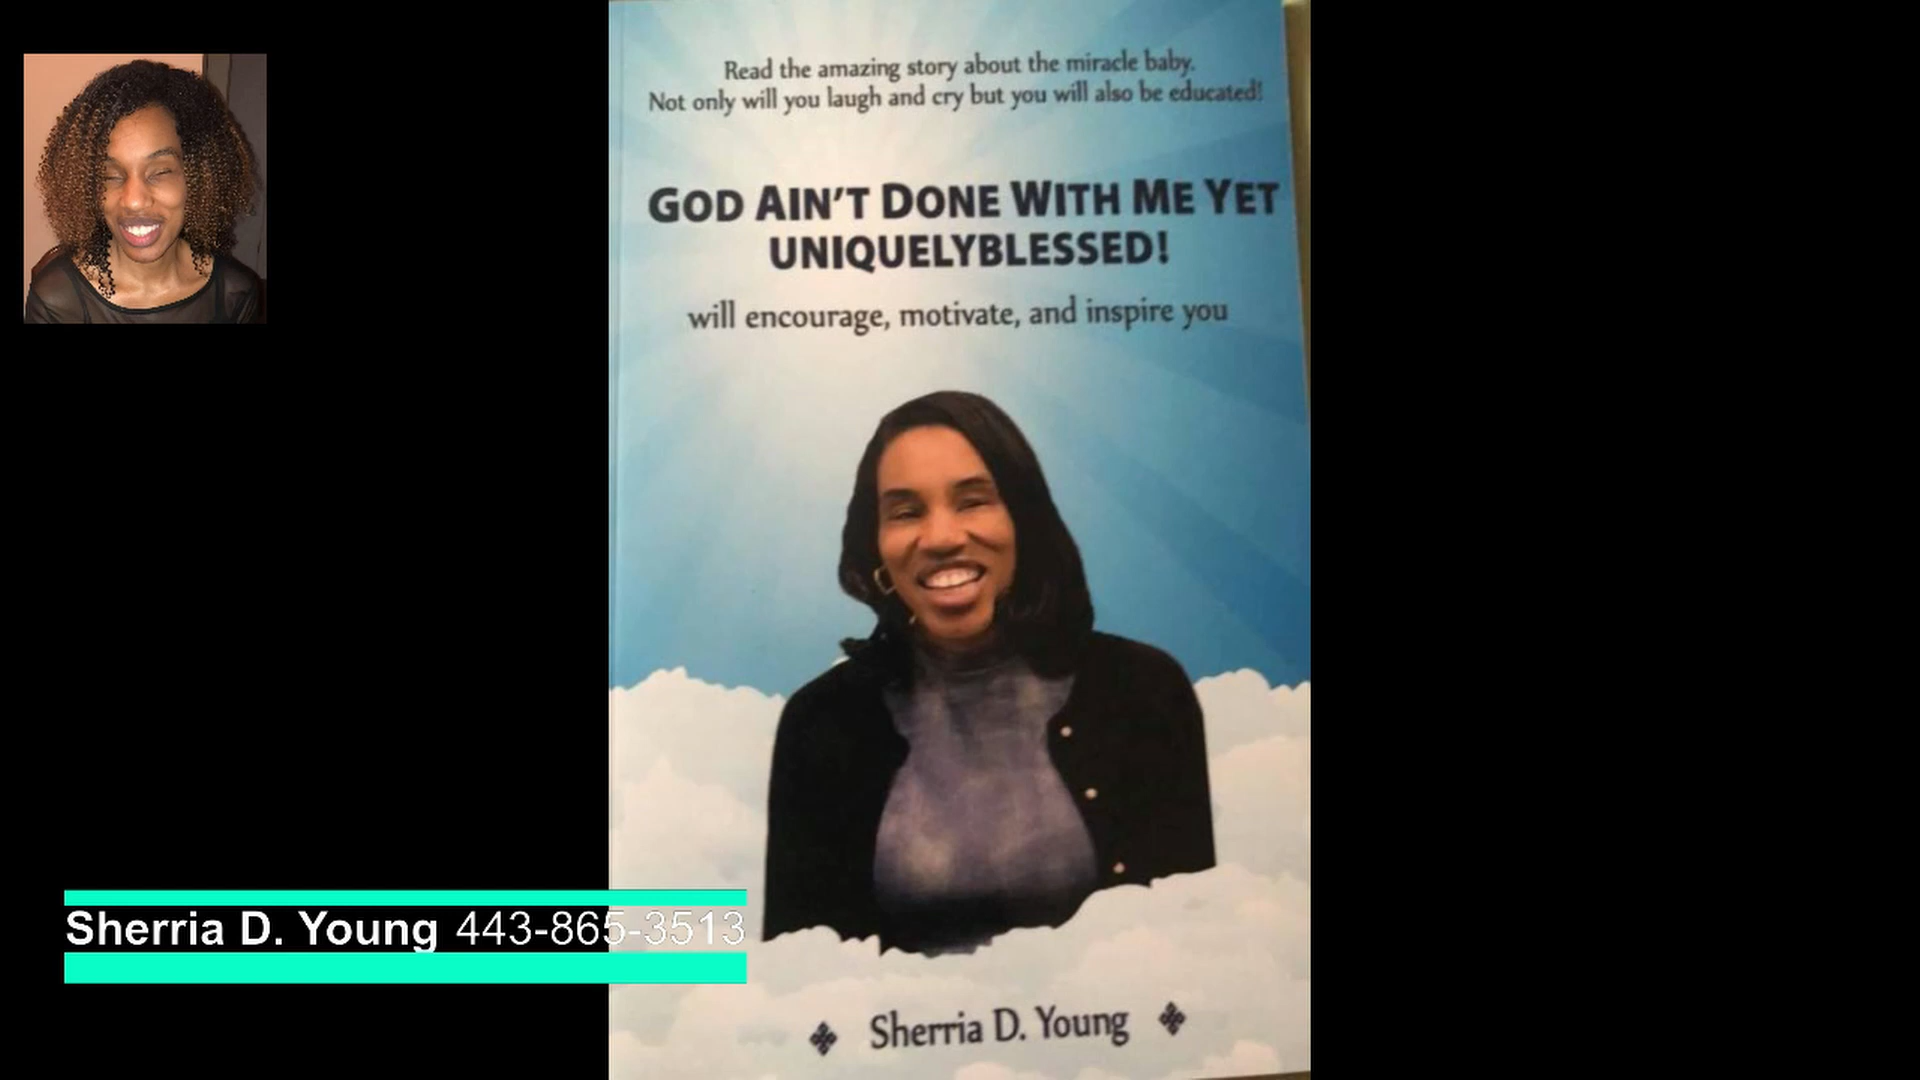 Read the amazing story about the miracle baby.
Not only will you laugh and cry but you will also be educated!
GOD AIN'T DONE WITH ME YET
UNIQUELYBLESSED!
will encourage, motivate, and inspire you
Sherria D. Young 443-865-3513
Sherria D. Young